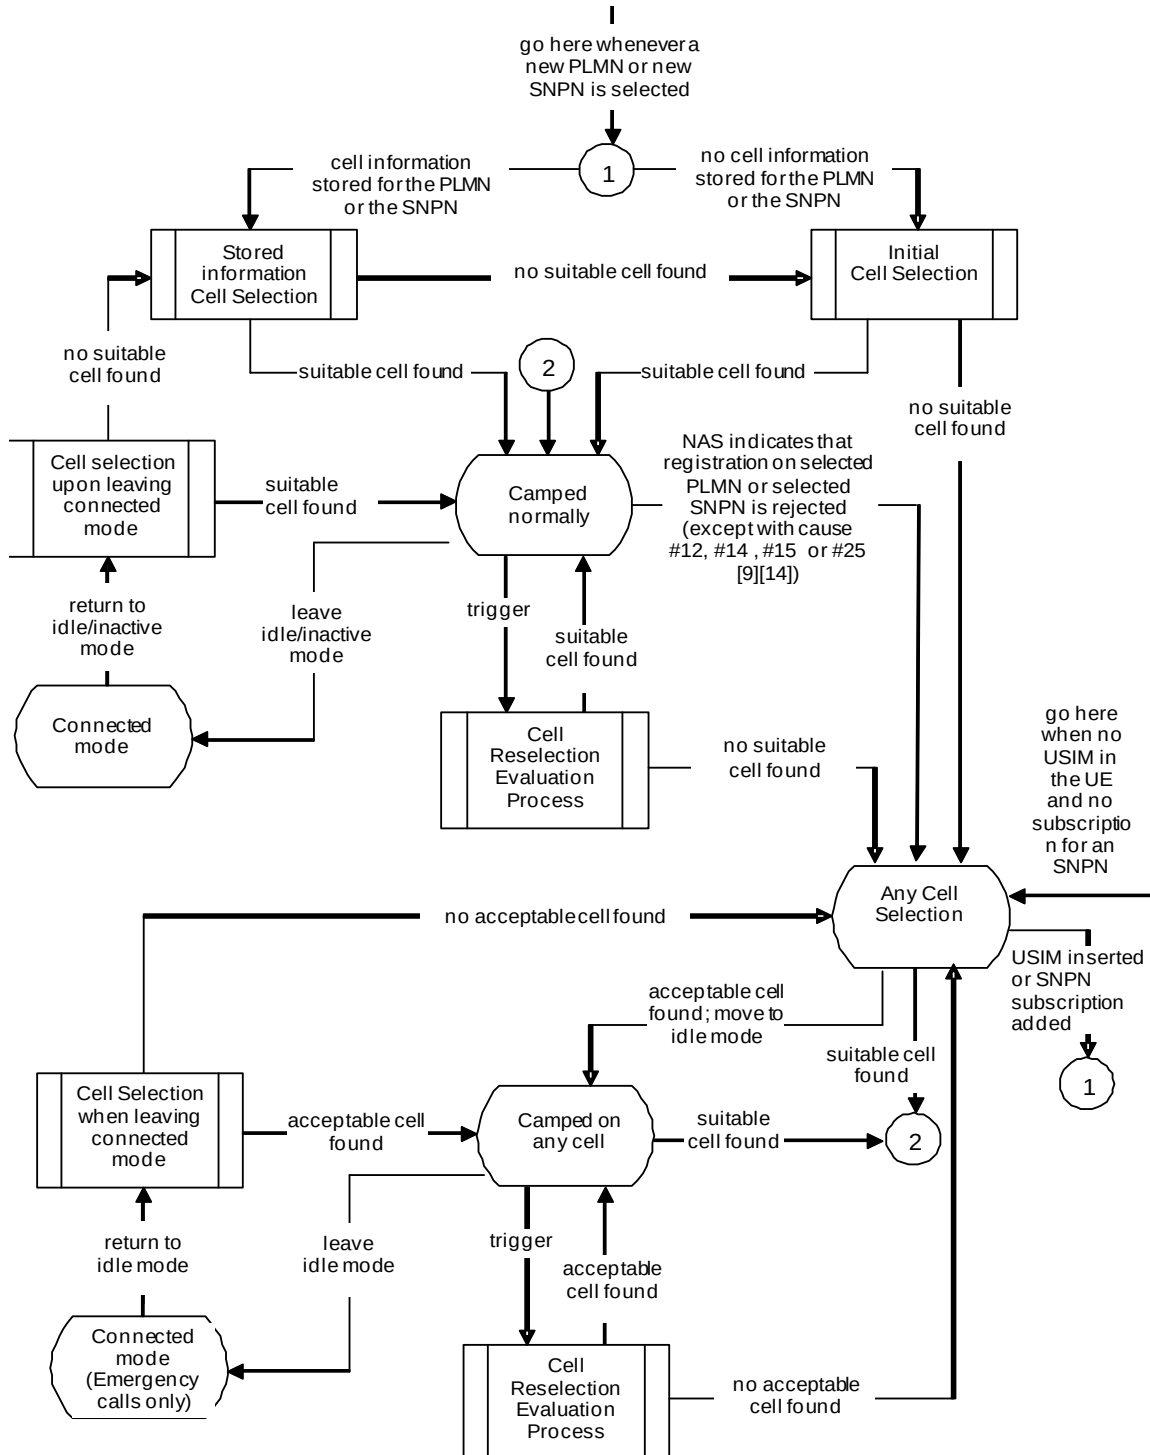 go here whenever a
new PLMN or new
SNPN is selected
1
cell information
stored for the PLMN
or the SNPN
no cell information
stored for the PLMN
or the SNPN
Stored
information
Cell Selection
no suitable cell found
Initial
Cell Selection
no suitable
cell found
suitable cell found
2
suitable cell found
no suitable
cell found
Cell selection
upon leaving
connected
mode
suitable
cell found
Camped
normally
NAS indicates that
registration on selected
PLMN or selected
SNPN is rejected
(except with cause
#12, #14 , #15 or #25
[9][14])
return to
idle/inactive
mode
leave
idle/inactive
mode
trigger
suitable
cell found
Connected
mode
Cell
Reselection
Evaluation
Process
no suitable
cell found
go here
when no
USIM in
the UE
and no
subscriptio
n for an
SNPN
no acceptable cell found
Any Cell
Selection
USIM inserted
or SNPN
subscription
added
acceptable cell
found; move to
idle mode
suitable cell
found
1
Cell Selection
when leaving
connected
mode
acceptable cell
found
Camped on
any cell
suitable
cell found
2
return to
idle mode
leave
idle mode
trigger
acceptable
cell found
Connected
mode
(Emergency
calls only)
Cell
Reselection
Evaluation
Process
no acceptable
cell found